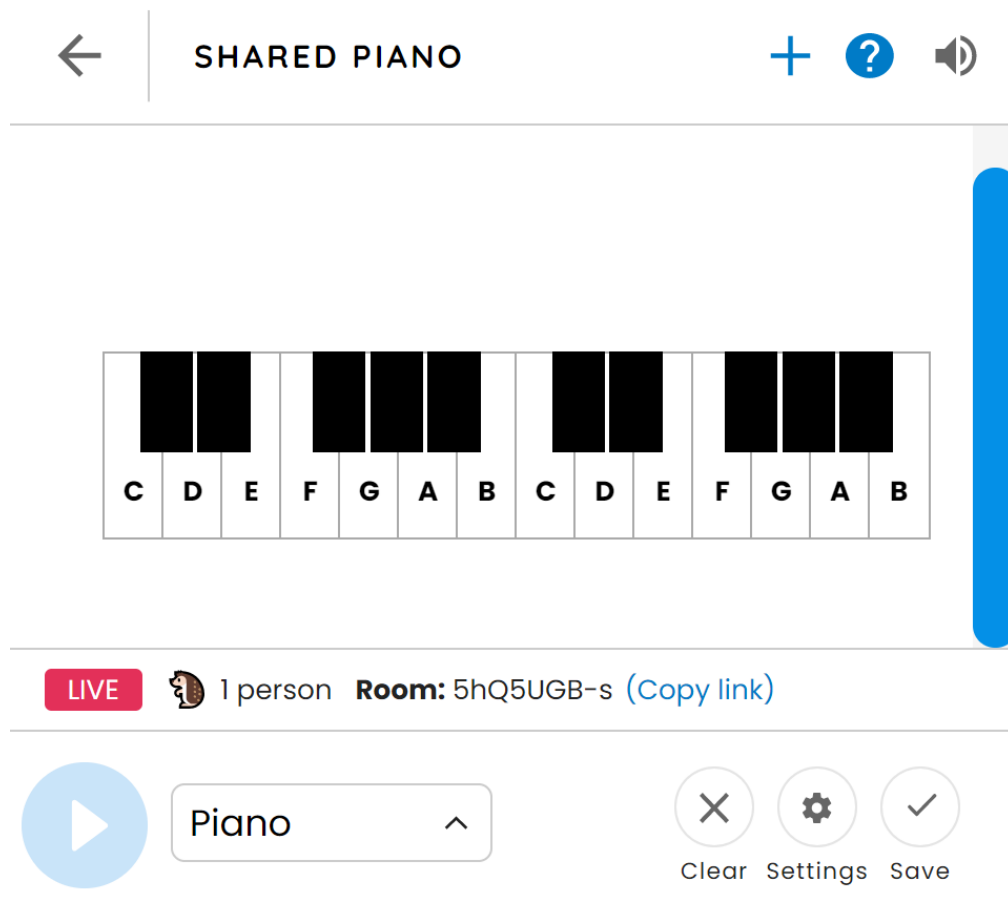 SHARED PIANO
C D E F G A B C D E F G A B
LIVE 1 person Room: 5hQ5UGB-s (Copy link)
Piano
Clear Settings Save